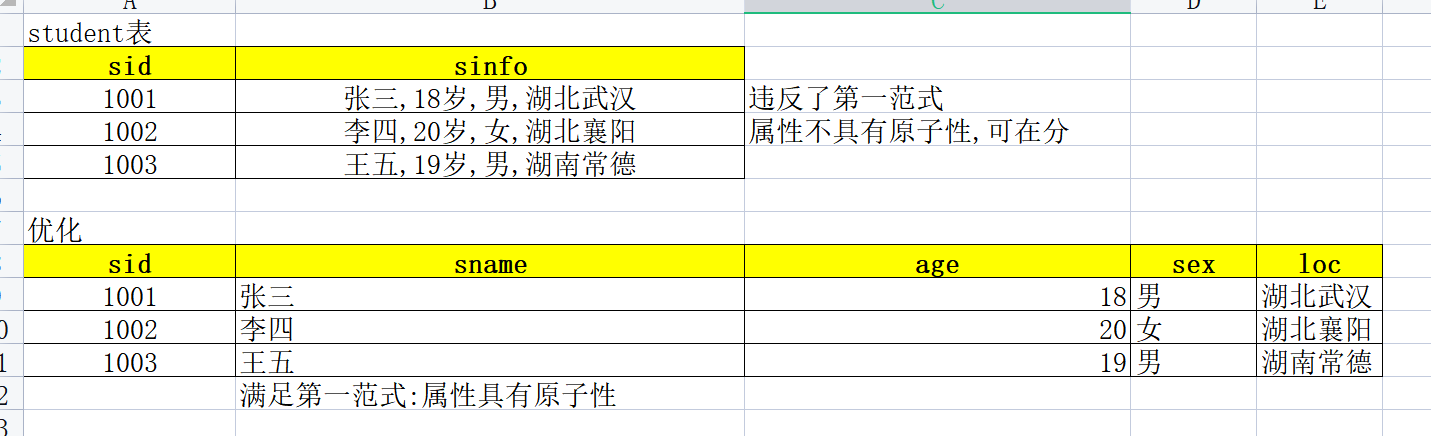 A B C D E
student表
sid sinfo
1001 张三,18岁,男,湖北武汉 违反了第一范式
1002 李四,20岁,女,湖北襄阳 属性不具有原子性,可在分
1003 王五,19岁,男,湖南常德
优化
sid sname age sex loc
1001 张三 18 男 湖北武汉
1002 李四 20 女 湖北襄阳
1003 王五 19 男 湖南常德
满足第一范式:属性具有原子性